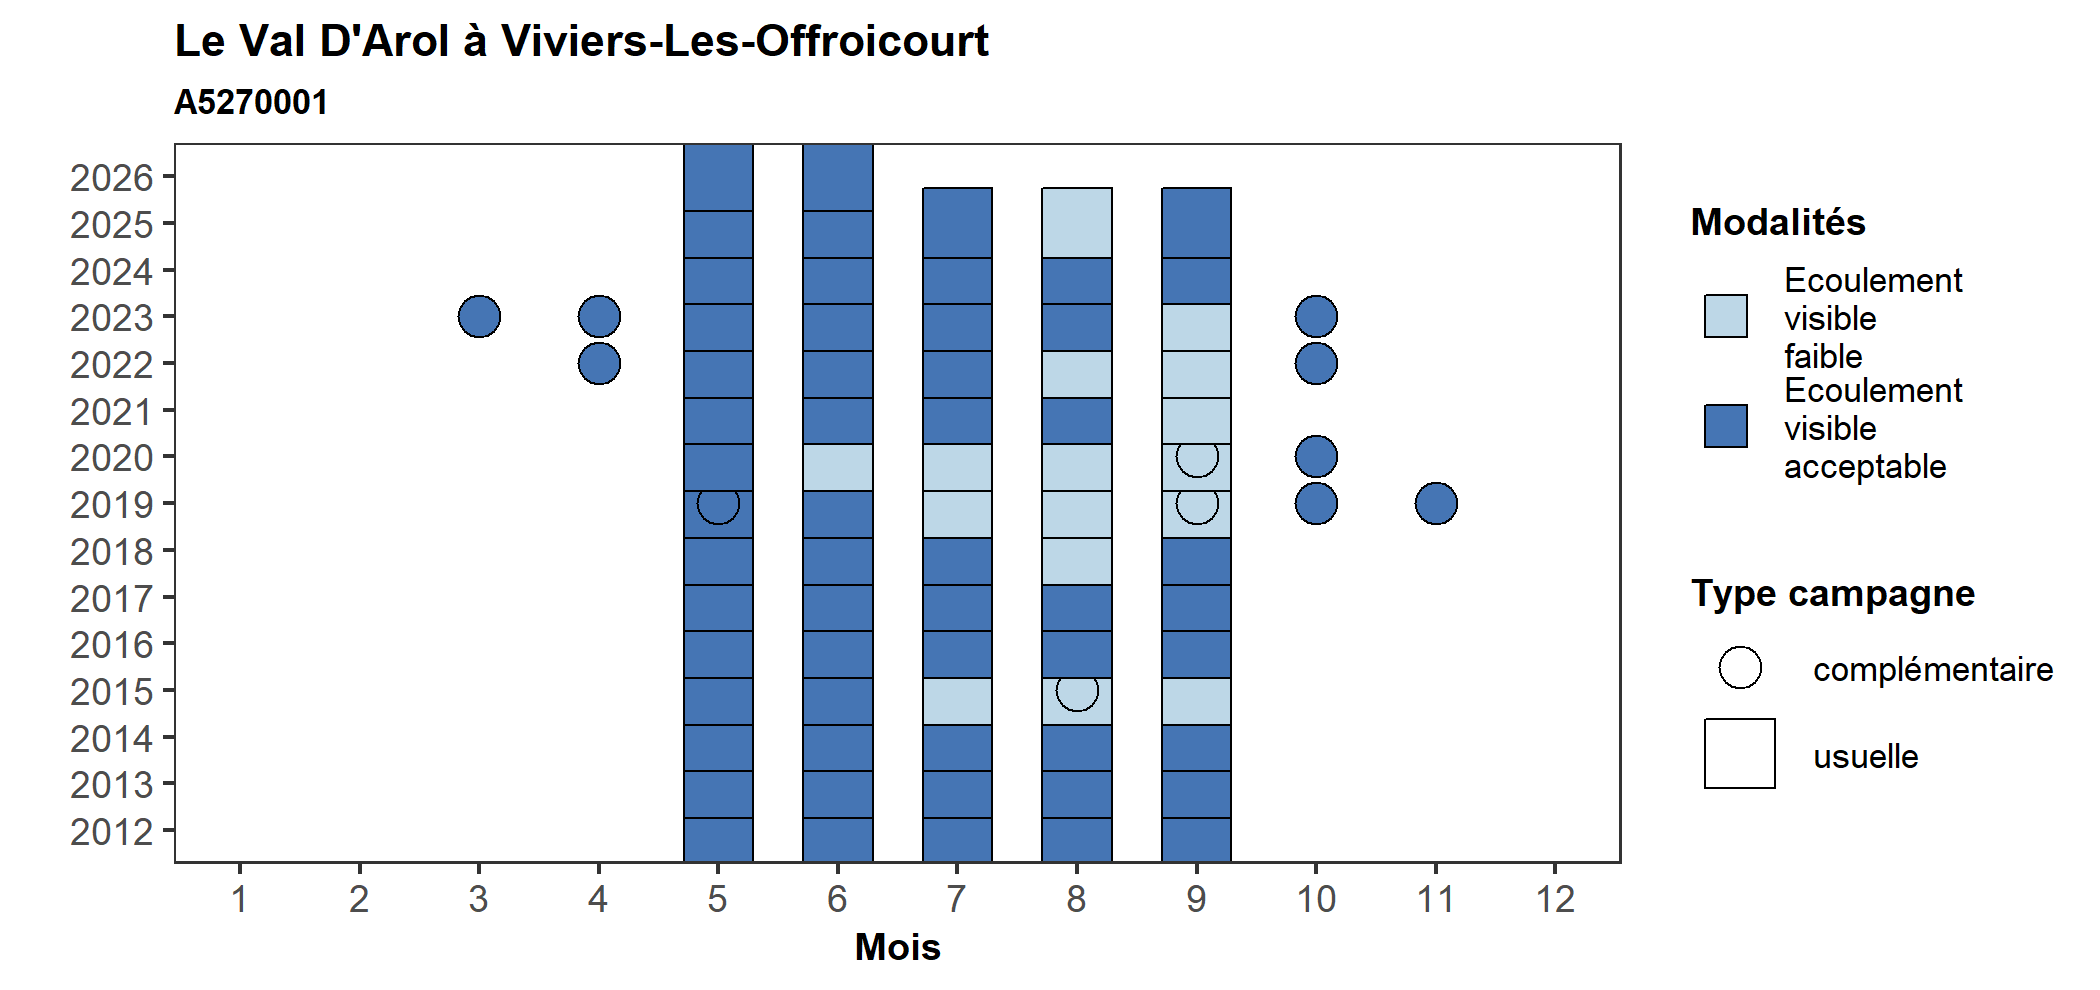 Le Val D'Arol à Viviers-Les-Offroicourt
A5270001
2026
2025
2024
2023
2022
2021
2020
2019
2018
2017
2016
2015
2014
2013
2012
1 2 3 4 5 6 7 8 9 10 11 12
Mois
Modalités
Ecoulement
visible
faible
Ecoulement
visible
acceptable
Type campagne
complémentaire
usuelle